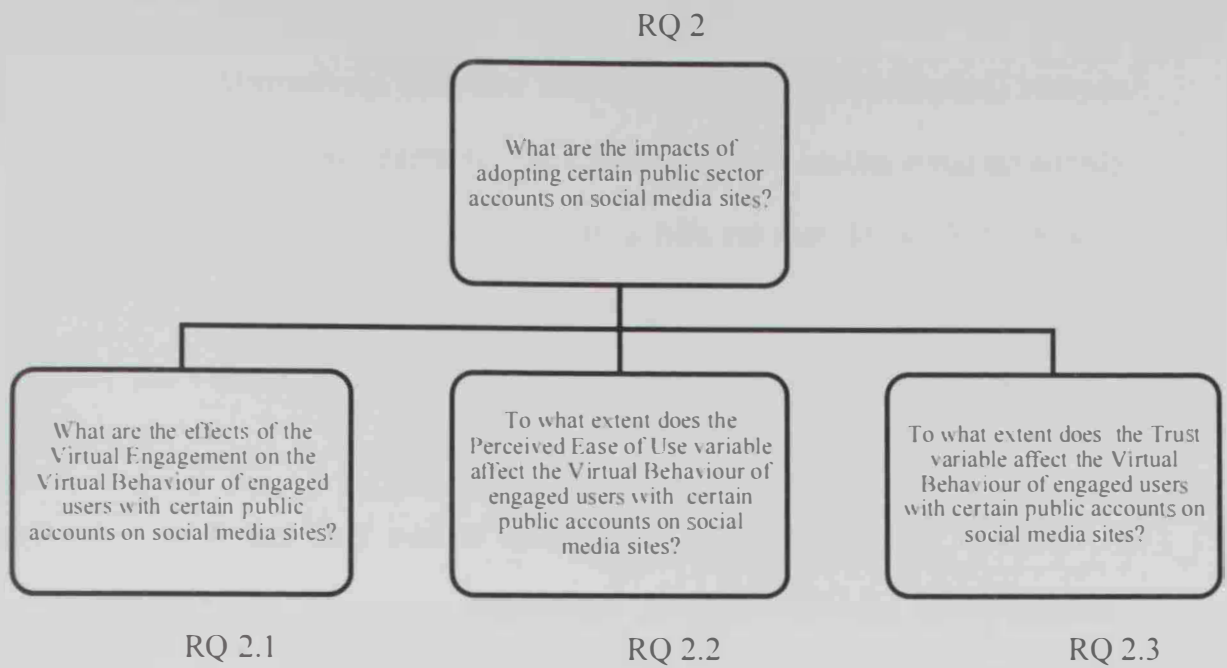 RQ 2
What are the impacts of
adopting certain public sector
accounts on social media sites?
What are the effects of the
Virtual Engagement on the
Virtual Behaviour of engaged
users with certain public
accounts on social media sites?
To what extent does the
Perceived Ease of Use variable
affect the Virtual Behaviour of
engaged users with certain
public accounts on social
media sites?
To what extent does the Trust
variable affect the Virtual
Behaviour of engaged users
with certain public accounts on
social media sites?
RQ 2.1
RQ 2.2
RQ 2.3